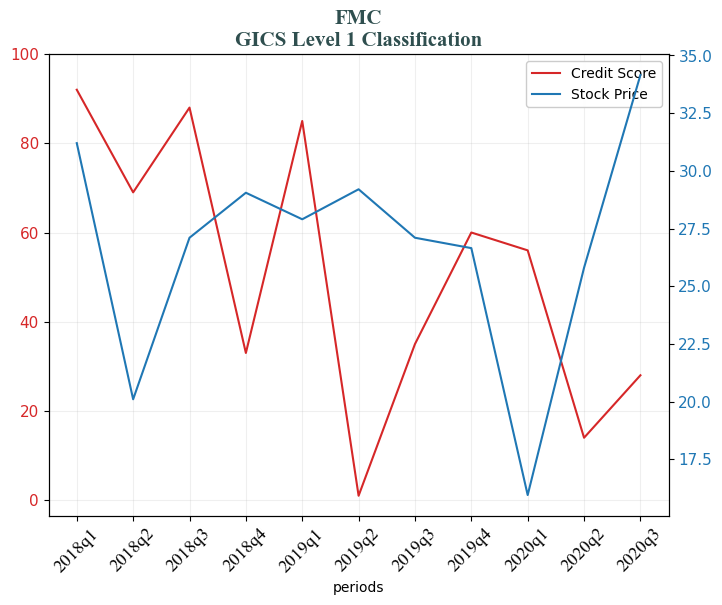 FMC
GICS Level 1 Classification
100
80
60
40
20
0
Credit Score
Stock Price
35.0
32.5
30.0
27.5
25.0
22.5
20.0
17.5
2018q1
2018q2
2018q3
2018q4
2019q1
2019q2
2019q3
2019q4
2020q1
2020q2
2020q3
periods